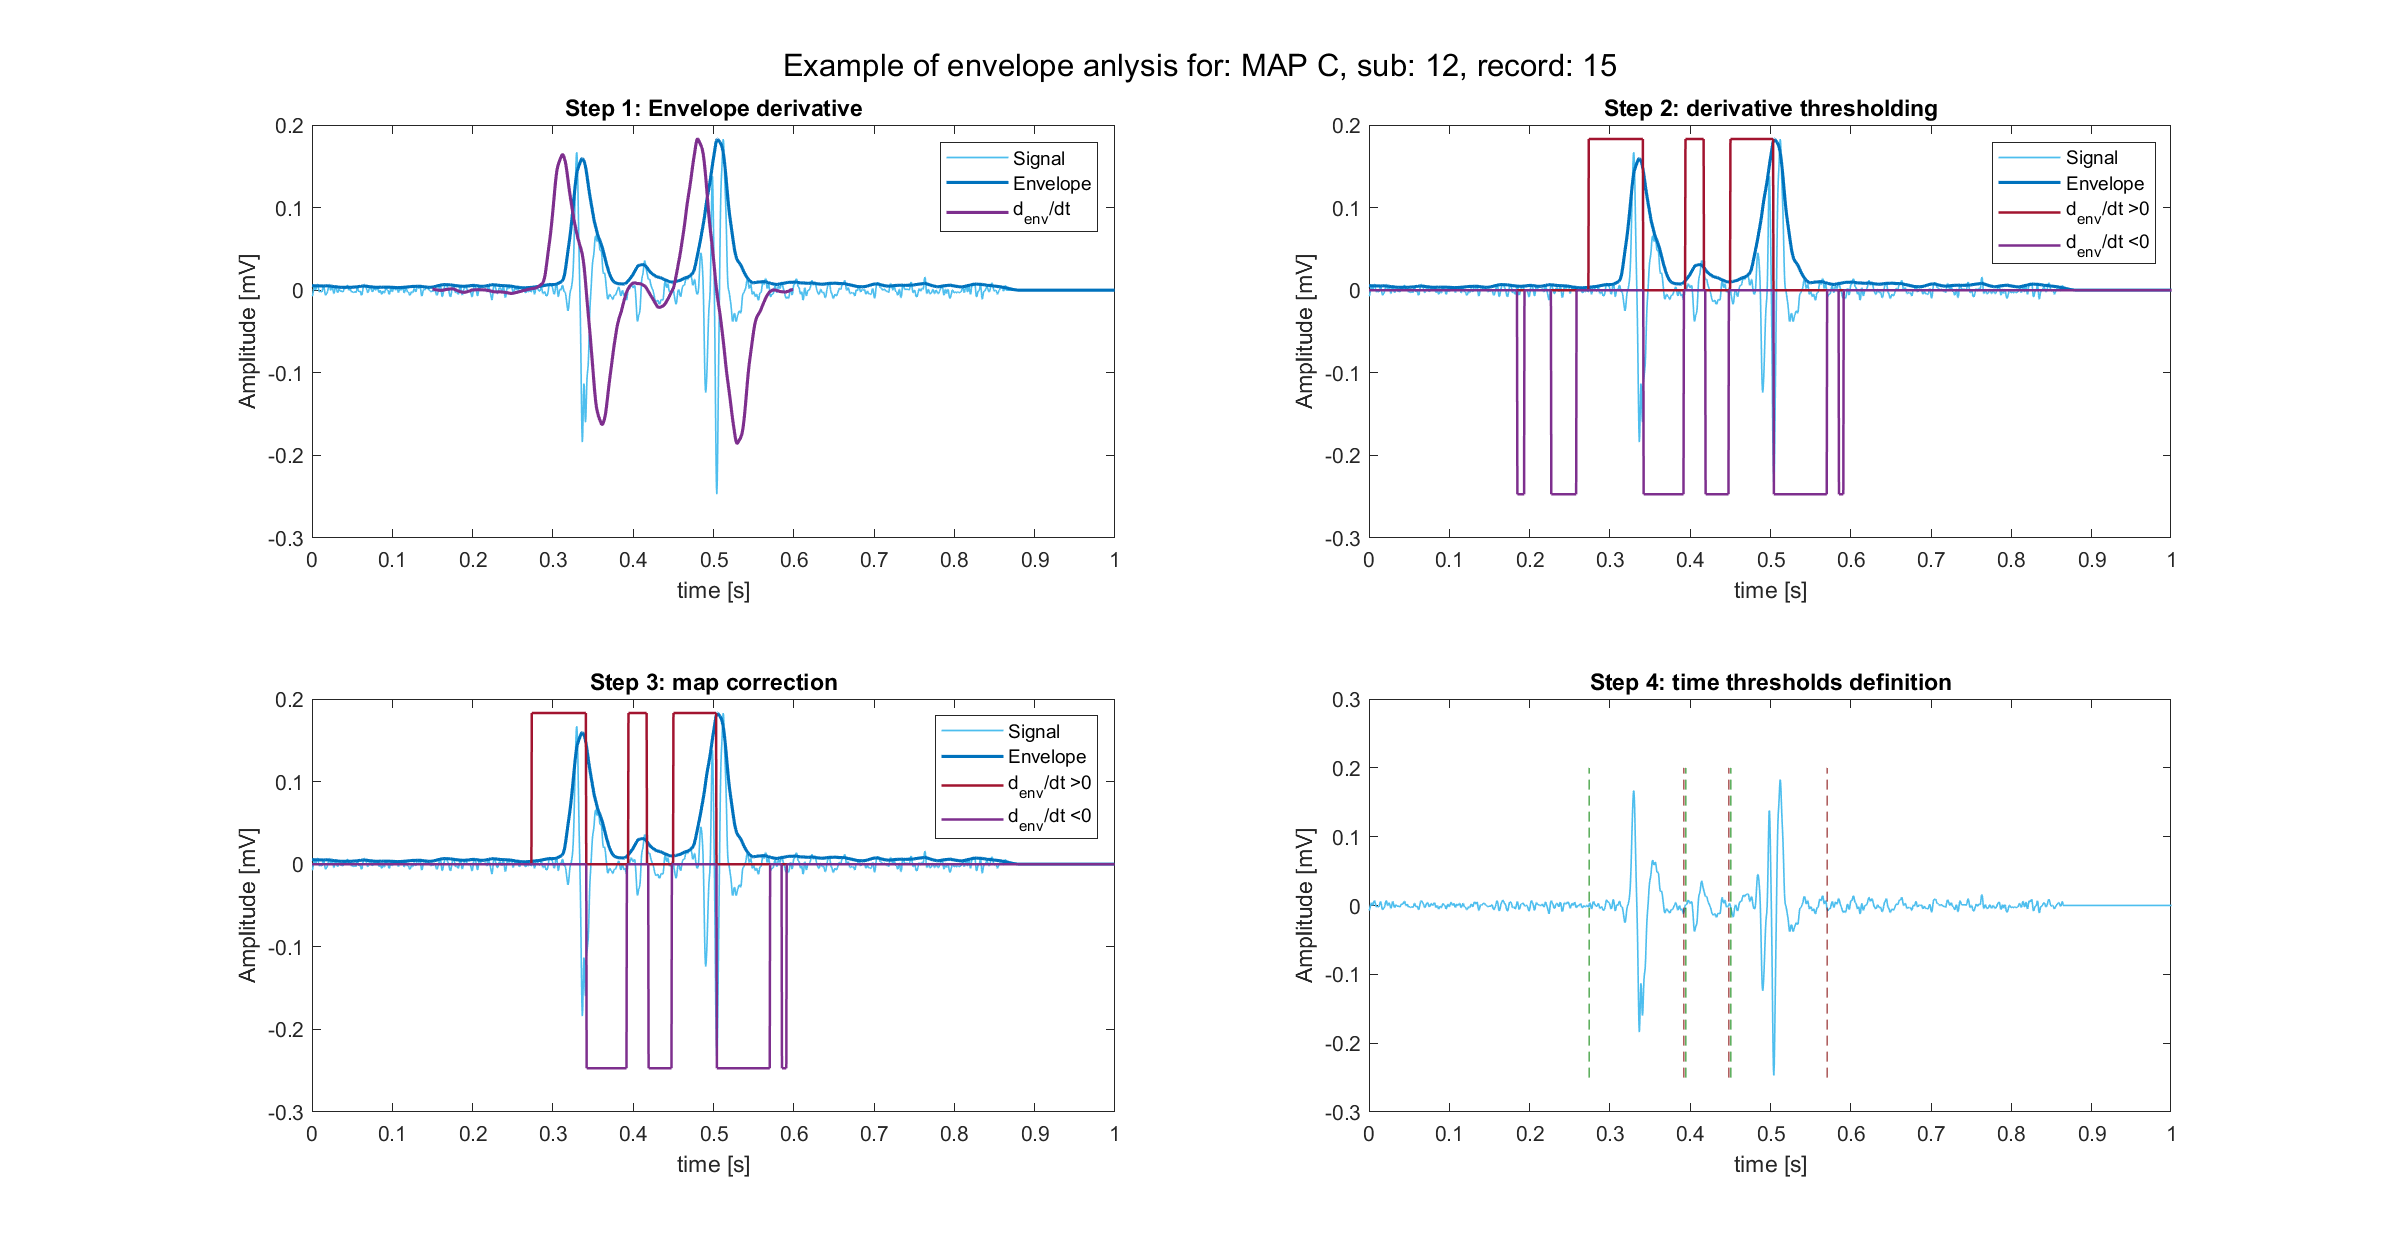 Example of envelope anlysis for: MAP C, sub: 12, record: 15
Step 1: Envelope derivative
0.2
0.1
0
-0.1
-0.2
-0.3
Amplitude [mV]
0 0.1 0.2 0.3 0.4 0.5 0.6 0.7 0.8 0.9 1
time [s]
Signal
Envelope
d_env/dt
Step 2: derivative thresholding
0.2
0.1
0
-0.1
-0.2
-0.3
Amplitude [mV]
0 0.1 0.2 0.3 0.4 0.5 0.6 0.7 0.8 0.9 1
time [s]
Signal
Envelope
d_env/dt >0
d_env/dt <0
Step 3: map correction
0.2
0.1
0
-0.1
-0.2
-0.3
Amplitude [mV]
0 0.1 0.2 0.3 0.4 0.5 0.6 0.7 0.8 0.9 1
time [s]
Signal
Envelope
d_env/dt >0
d_env/dt <0
Step 4: time thresholds definition
0.3
0.2
0.1
0
-0.1
-0.2
-0.3
Amplitude [mV]
0 0.1 0.2 0.3 0.4 0.5 0.6 0.7 0.8 0.9 1
time [s]